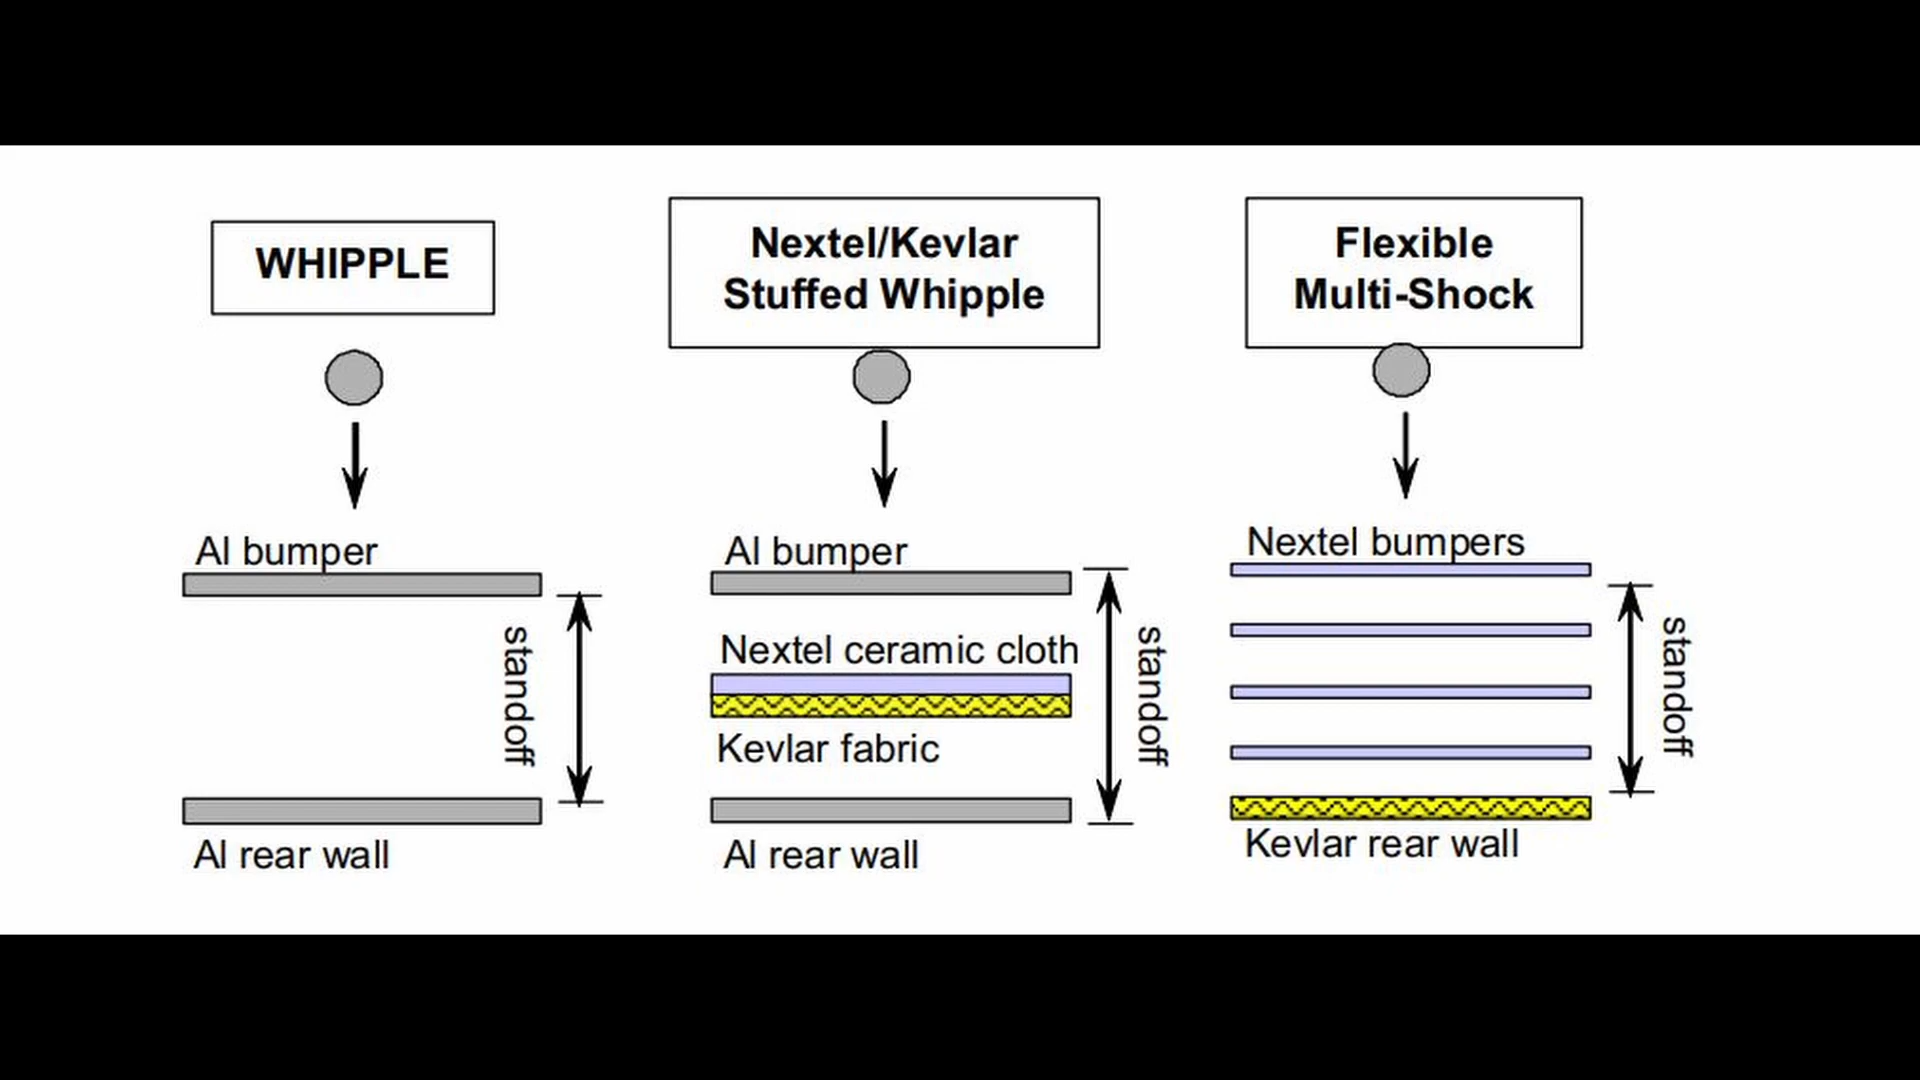 WHIPPLE
Al bumper
standoff
Al rear wall
Nextel/Kevlar
Stuffed Whipple
Al bumper
Nextel ceramic cloth
Kevlar fabric
standoff
Al rear wall
Flexible
Multi-Shock
Nextel bumpers
standoff
Kevlar rear wall